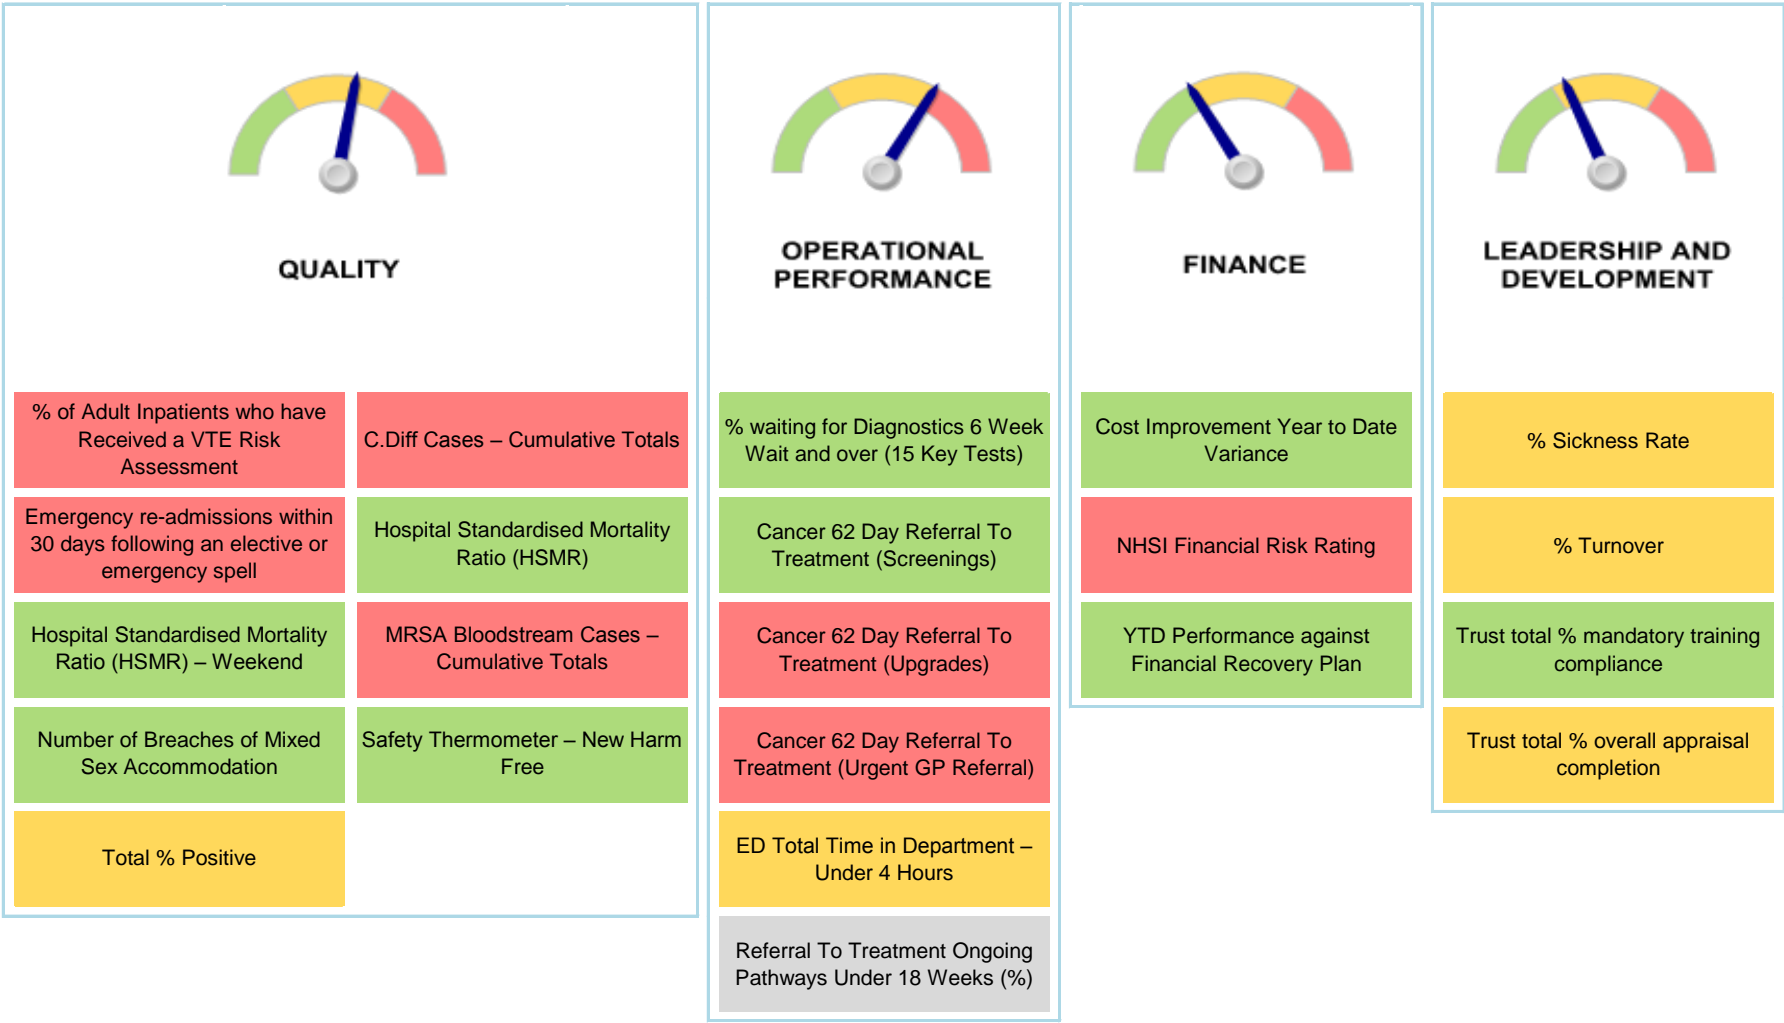 QUALITY
% of Adult Inpatients who have
Received a VTE Risk
Assessment
C.Diff Cases – Cumulative Totals
Emergency re-admissions within
30 days following an elective or
emergency spell
Hospital Standardised Mortality
Ratio (HSMR)
Hospital Standardised Mortality
Ratio (HSMR) – Weekend
MRSA Bloodstream Cases –
Cumulative Totals
Number of Breaches of Mixed
Sex Accommodation
Safety Thermometer – New Harm
Free
Total % Positive
OPERATIONAL
PERFORMANCE
% waiting for Diagnostics 6 Week
Wait and over (15 Key Tests)
Cancer 62 Day Referral To
Treatment (Screenings)
Cancer 62 Day Referral To
Treatment (Upgrades)
Cancer 62 Day Referral To
Treatment (Urgent GP Referral)
ED Total Time in Department –
Under 4 Hours
Referral To Treatment Ongoing
Pathways Under 18 Weeks (%)
FINANCE
Cost Improvement Year to Date
Variance
NHSI Financial Risk Rating
YTD Performance against
Financial Recovery Plan
LEADERSHIP AND
DEVELOPMENT
% Sickness Rate
% Turnover
Trust total % mandatory training
compliance
Trust total % overall appraisal
completion